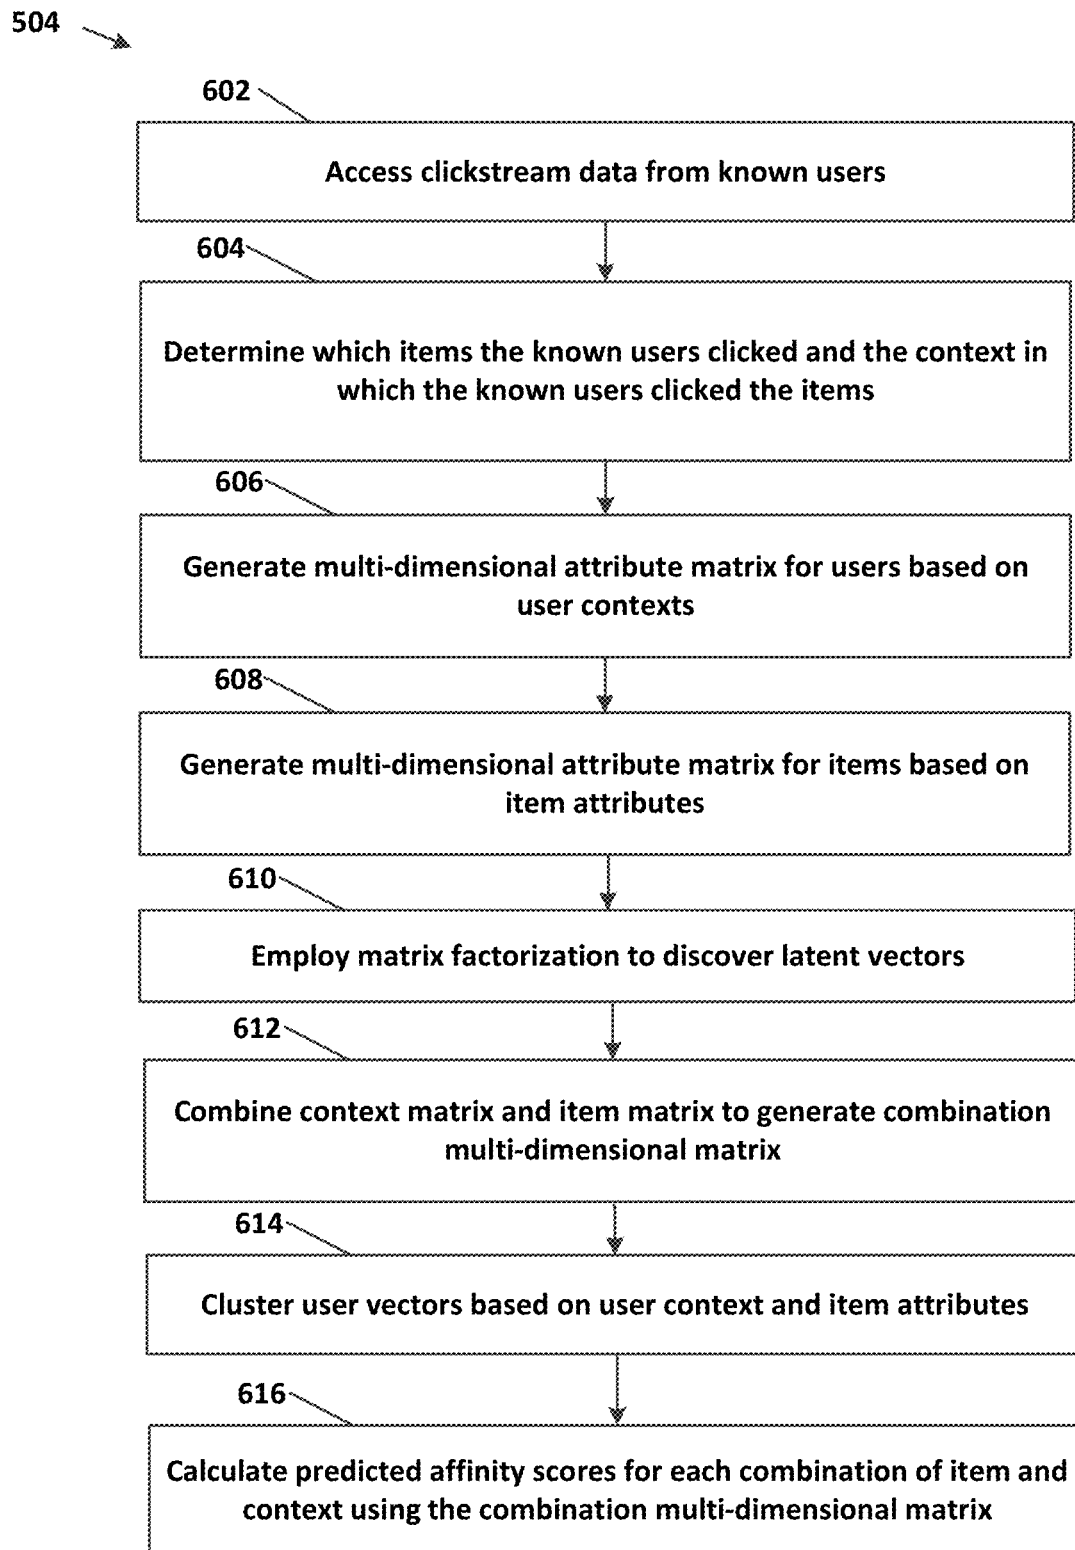 504
602
Access clickstream data from known users
604
Determine which items the known users clicked and the context in
which the known users clicked the items
606
Generate multi-dimensional attribute matrix for users based on
user contexts
608
Generate multi-dimensional attribute matrix for items based on
item attributes
610
Employ matrix factorization to discover latent vectors
612
Combine context matrix and item matrix to generate combination
multi-dimensional matrix
614
Cluster user vectors based on user context and item attributes
616
Calculate predicted affinity scores for each combination of item and
context using the combination multi-dimensional matrix